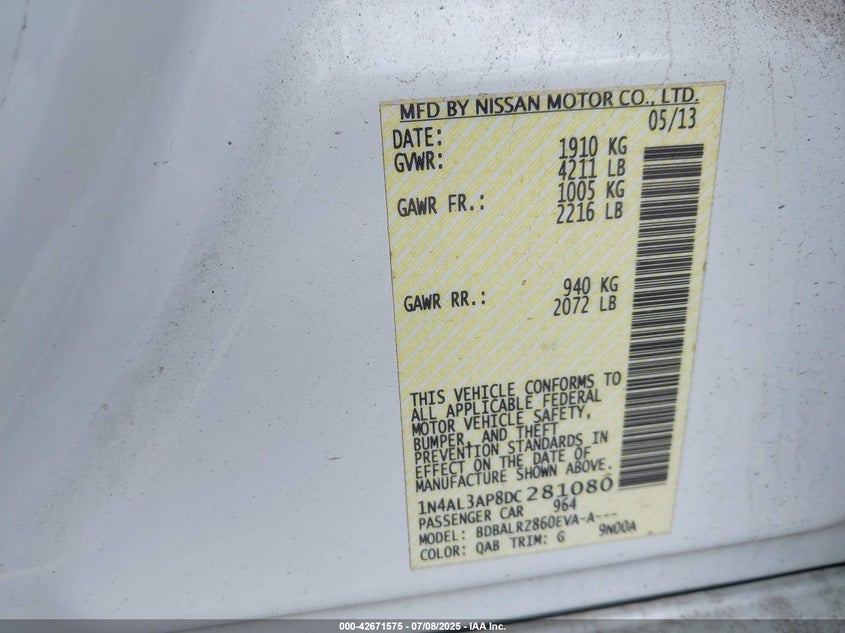 MFD BY NISSAN MOTOR CO., LTD.
DATE: 05/13
GVWR: 1910 KG
4211 LB
GAWR FR.: 1005 KG
2216 LB
GAWR RR.: 940 KG
2072 LB
THIS VEHICLE CONFORMS TO
ALL APPLICABLE FEDERAL
MOTOR VEHICLE SAFETY,
BUMPER, AND THEFT
PREVENTION STANDARDS IN
EFFECT ON THE DATE OF
MANUFACTURE SHOWN ABOVE.
1N4AL3AP8DC281080
PASSENGER CAR 964
MODEL: BDBALRZ860EVA-A---
COLOR: QAB TRIM: G 9N00A
000-42671575 - 07/08/2025 - IAA Inc.